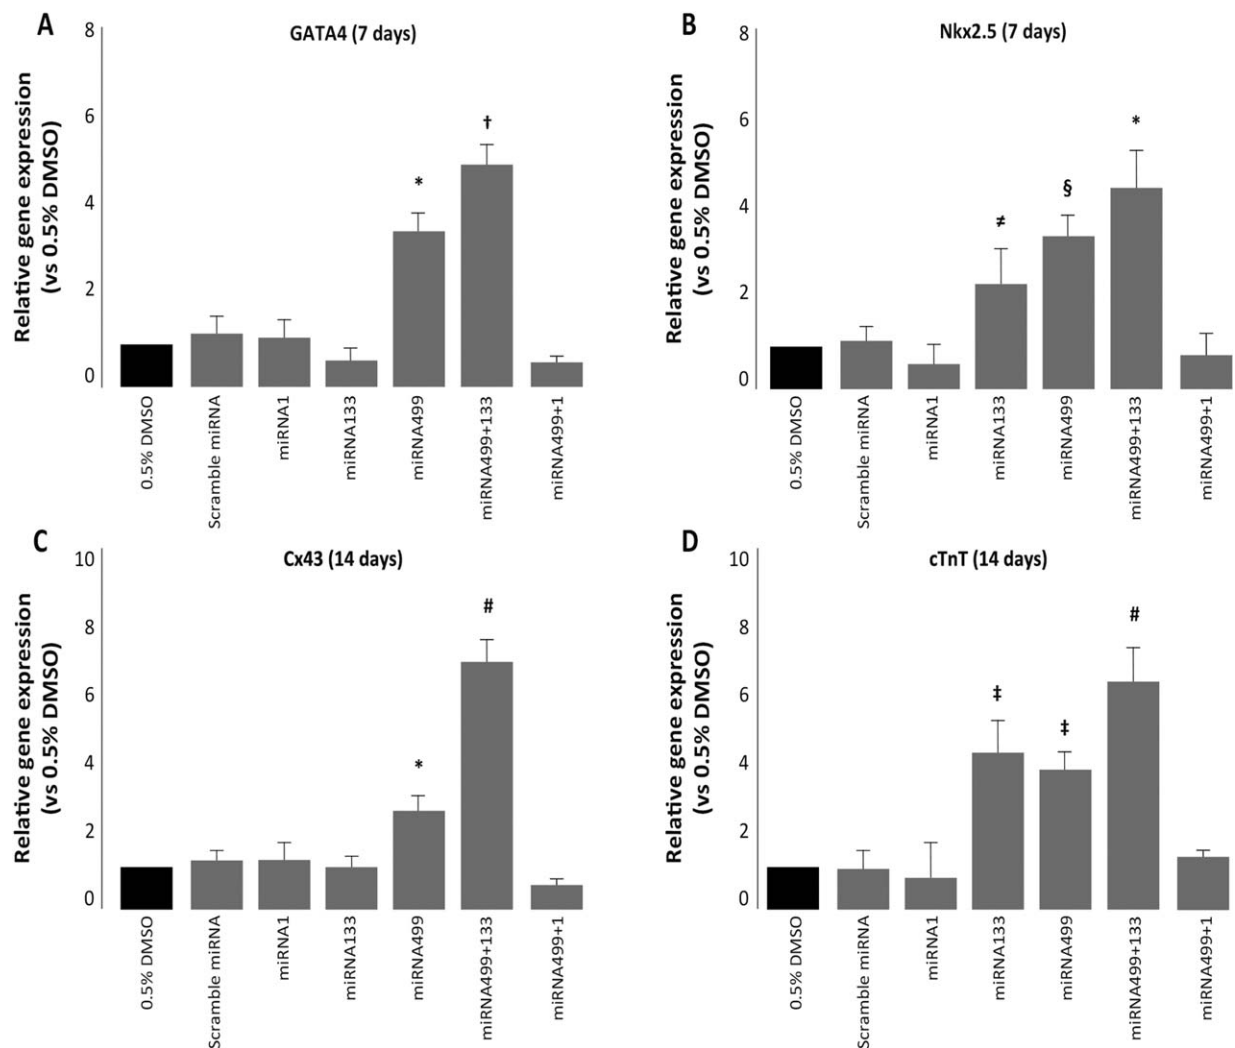 A
GATA4 (7 days)
Relative gene expression
(vs 0.5% DMSO)
8
6
4
2
0
*
†
0.5% DMSO
Scramble miRNA
miRNA1
miRNA133
miRNA499
miRNA499+133
miRNA499+1
B
Nkx2.5 (7 days)
Relative gene expression
(vs 0.5% DMSO)
8
6
4
2
0
≠
§
*
0.5% DMSO
Scramble miRNA
miRNA1
miRNA133
miRNA499
miRNA499+133
miRNA499+1
C
Cx43 (14 days)
Relative gene expression
(vs 0.5% DMSO)
10
8
6
4
2
0
*
#
0.5% DMSO
Scramble miRNA
miRNA1
miRNA133
miRNA499
miRNA499+133
miRNA499+1
D
cTnT (14 days)
Relative gene expression
(vs 0.5% DMSO)
10
8
6
4
2
0
‡
‡
#
0.5% DMSO
Scramble miRNA
miRNA1
miRNA133
miRNA499
miRNA499+133
miRNA499+1